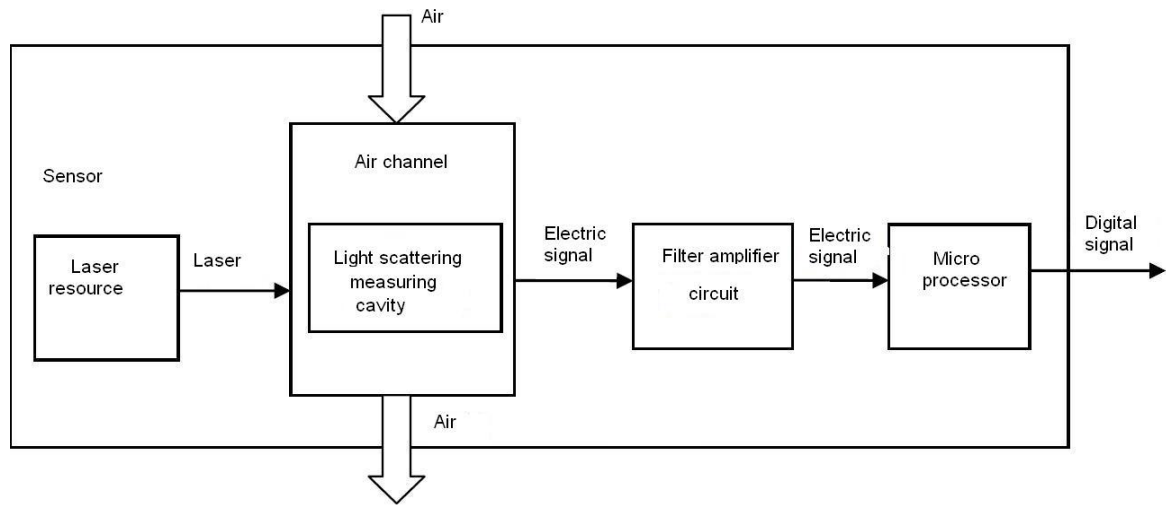 Air
Sensor
Air channel
Laser
resource
Laser
Light scattering
measuring
cavity
Electric
signal
Filter amplifier
circuit
Electric
signal
Micro
processor
Digital
signal
Air